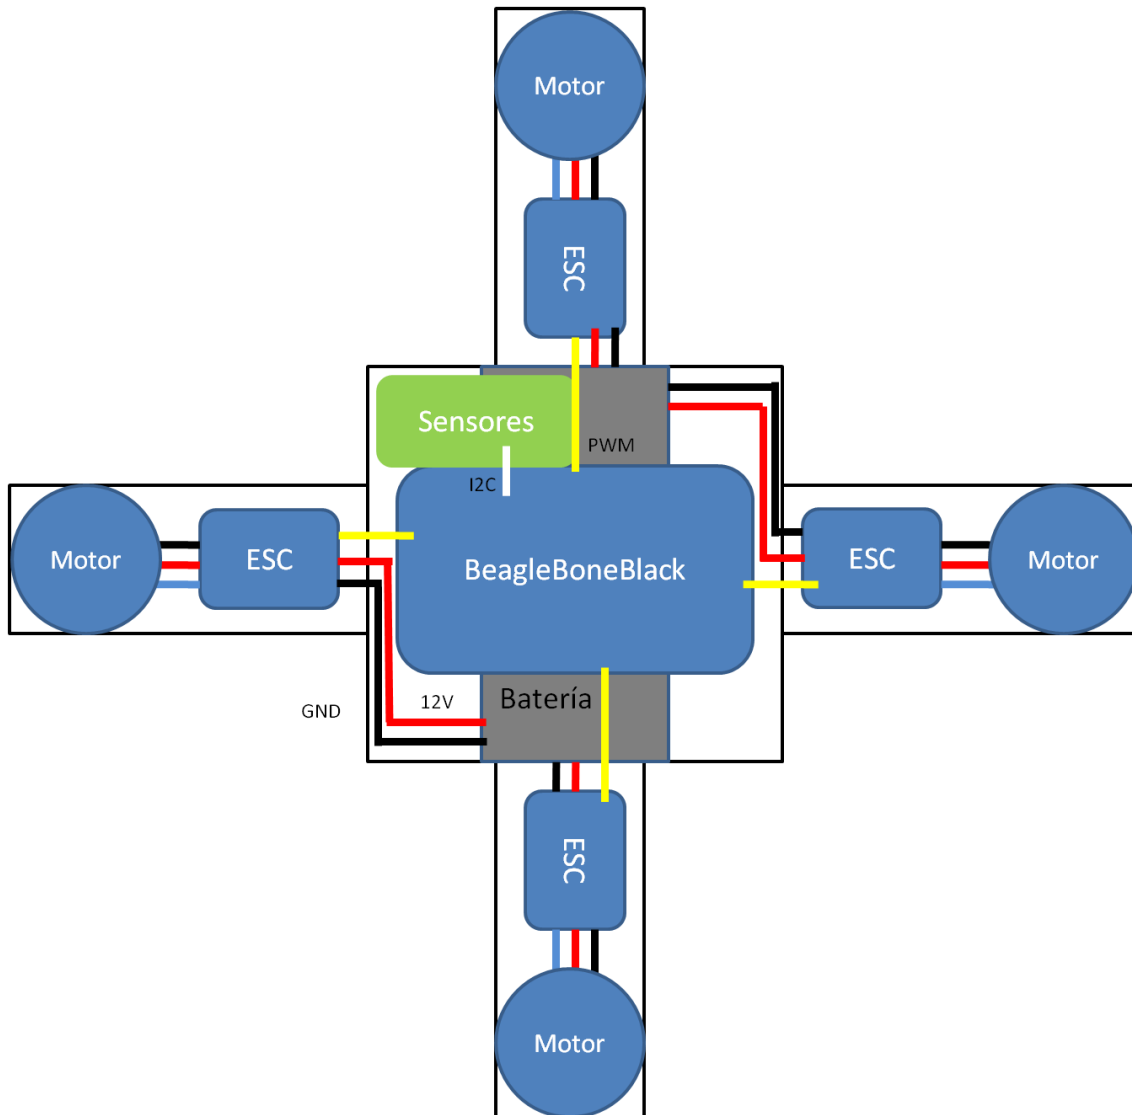 Motor
ESC
Sensores
PWM
I2C
Motor
ESC
BeagleBoneBlack
ESC
Motor
GND
12V
Batería
ESC
Motor